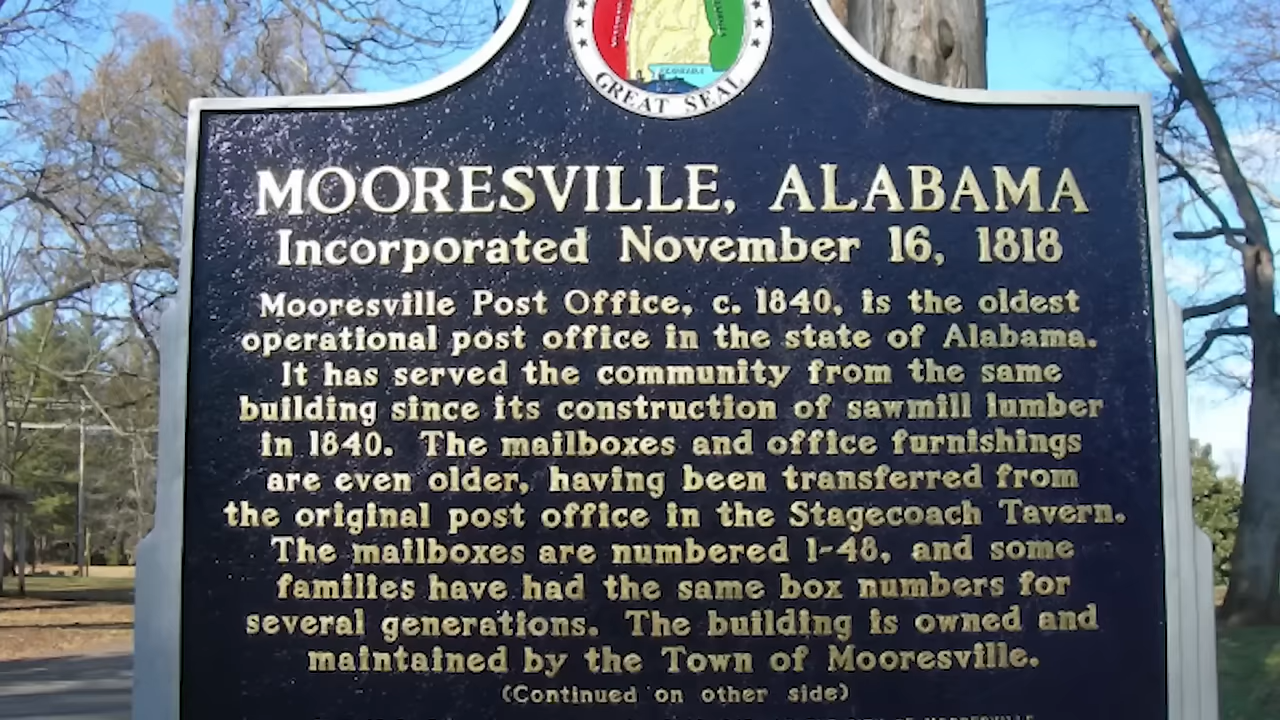 GREAT SEAL
MOORESVILLE, ALABAMA
Incorporated November 16, 1818
Mooresville Post Office, c. 1840, is the oldest
operational post office in the state of Alabama.
It has served the community from the same
building since its construction of sawmill lumber
in 1840. The mailboxes and office furnishings
are even older, having been transferred from
the original post office in the Stagecoach Tavern.
The mailboxes are numbered 1-48, and some
families have had the same box numbers for
several generations. The building is owned and
maintained by the Town of Mooresville.
(Continued on other side)